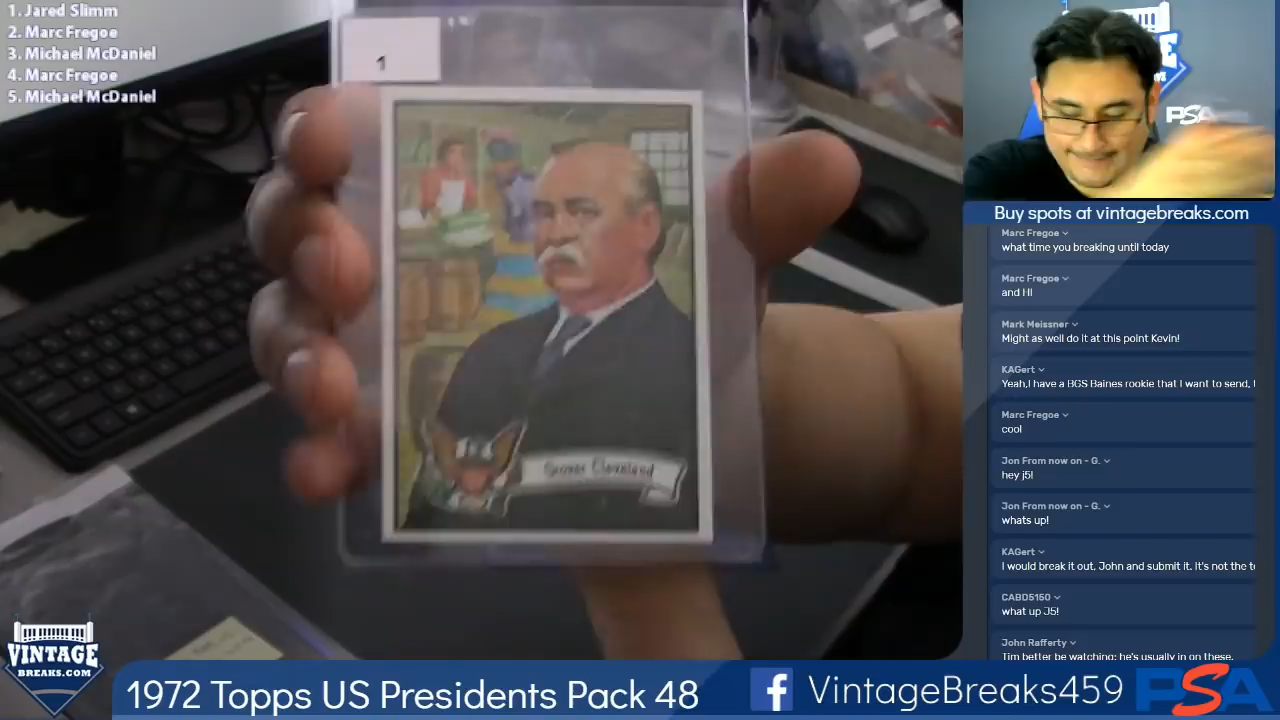 1. Jared Slimm
2. Marc Fregoe
3. Michael McDaniel
4. Marc Fregoe
5. Michael McDaniel
1
Grover Cleveland
PSA
Buy spots at vintagebreaks.com
Marc Fregoe
what time you breaking until today
Marc Fregoe
and HI
Mark Meissner
Might as well do it at this point Kevin!
KAGert
Yeah,I have a BGS Baines rookie that I want to send,
Marc Fregoe
cool
Jon From now on - G.
hey j5!
Jon From now on - G.
whats up!
KAGert
I would break it out, John and submit it. It's not the
CABD5150
what up J5!
John Rafferty
Tim better be watching; he's usually in on these.
VINTAGE
BREAKS.COM
1972 Topps US Presidents Pack 48
f VintageBreaks459
PSA